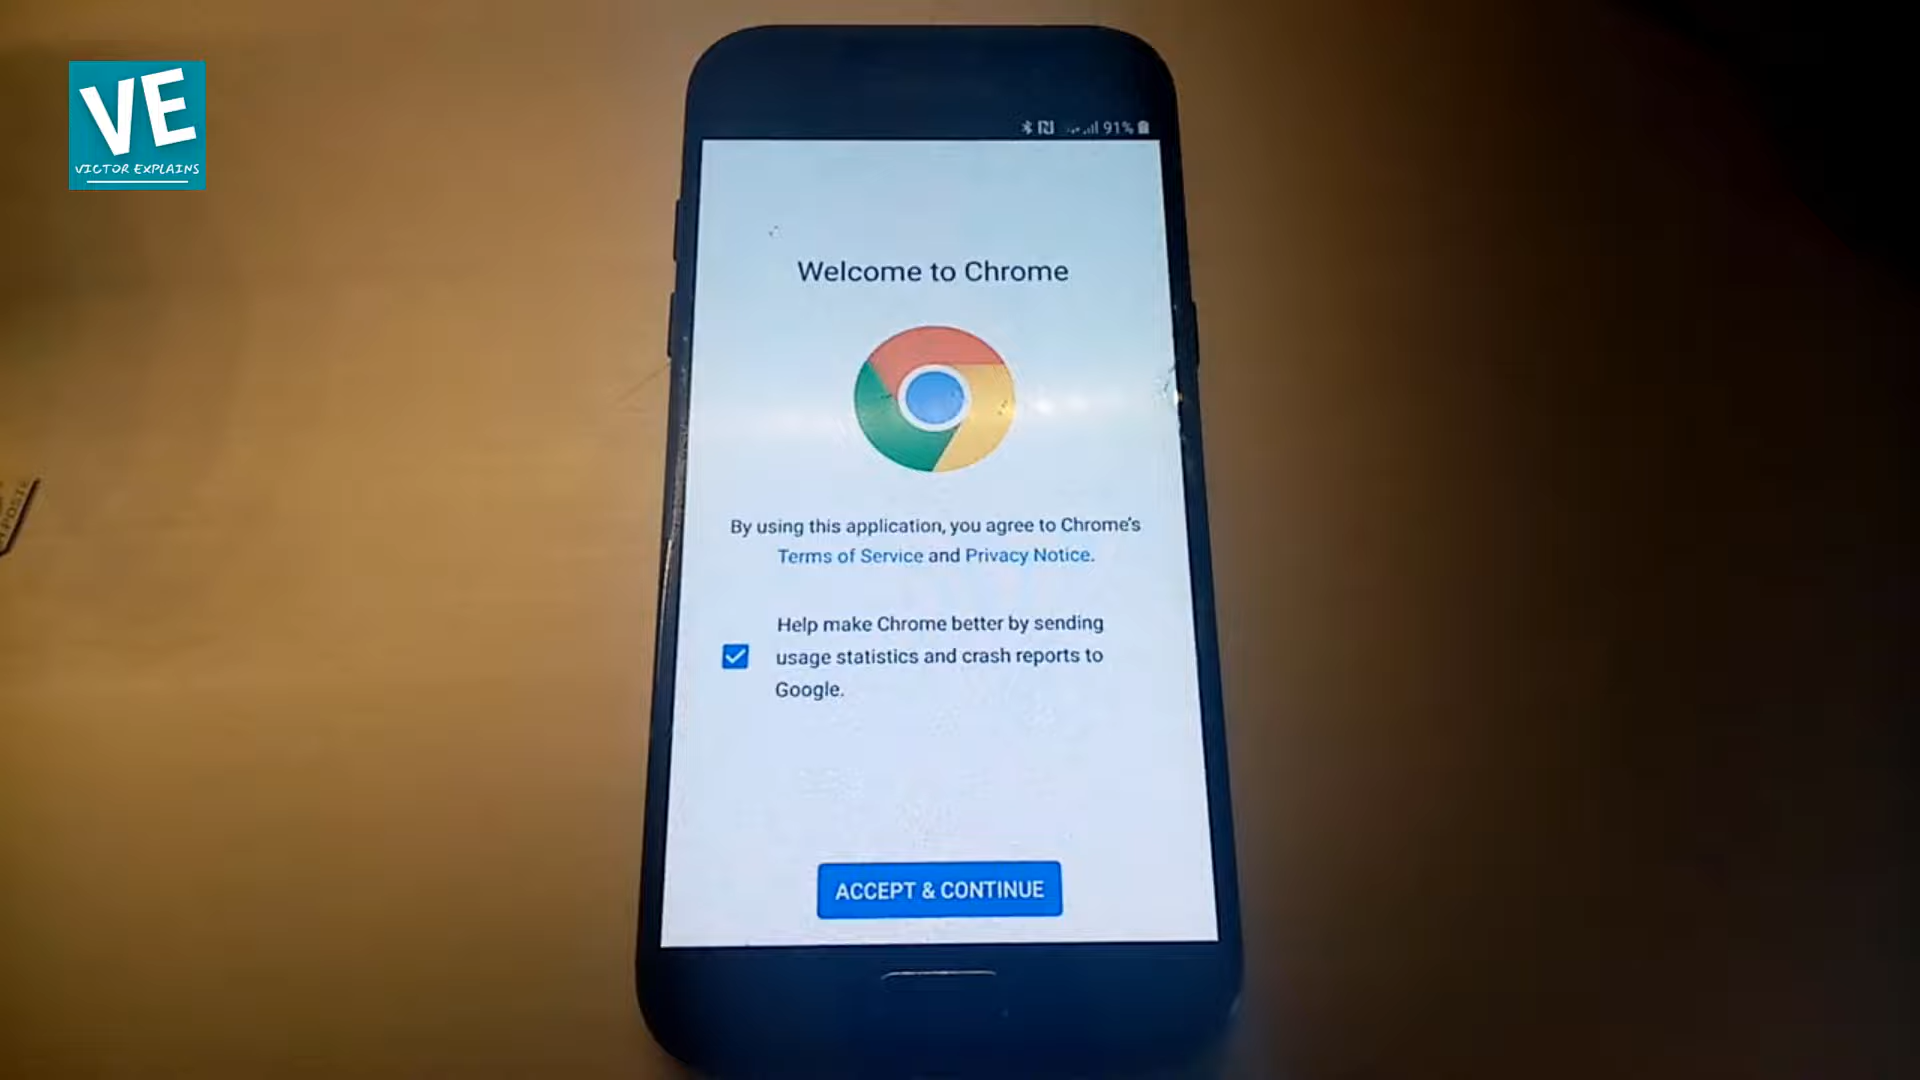 VE
VICTOR EXPLAINS
91%
Welcome to Chrome
By using this application, you agree to Chrome's
Terms of Service and Privacy Notice.
Help make Chrome better by sending
usage statistics and crash reports to
Google.
ACCEPT & CONTINUE